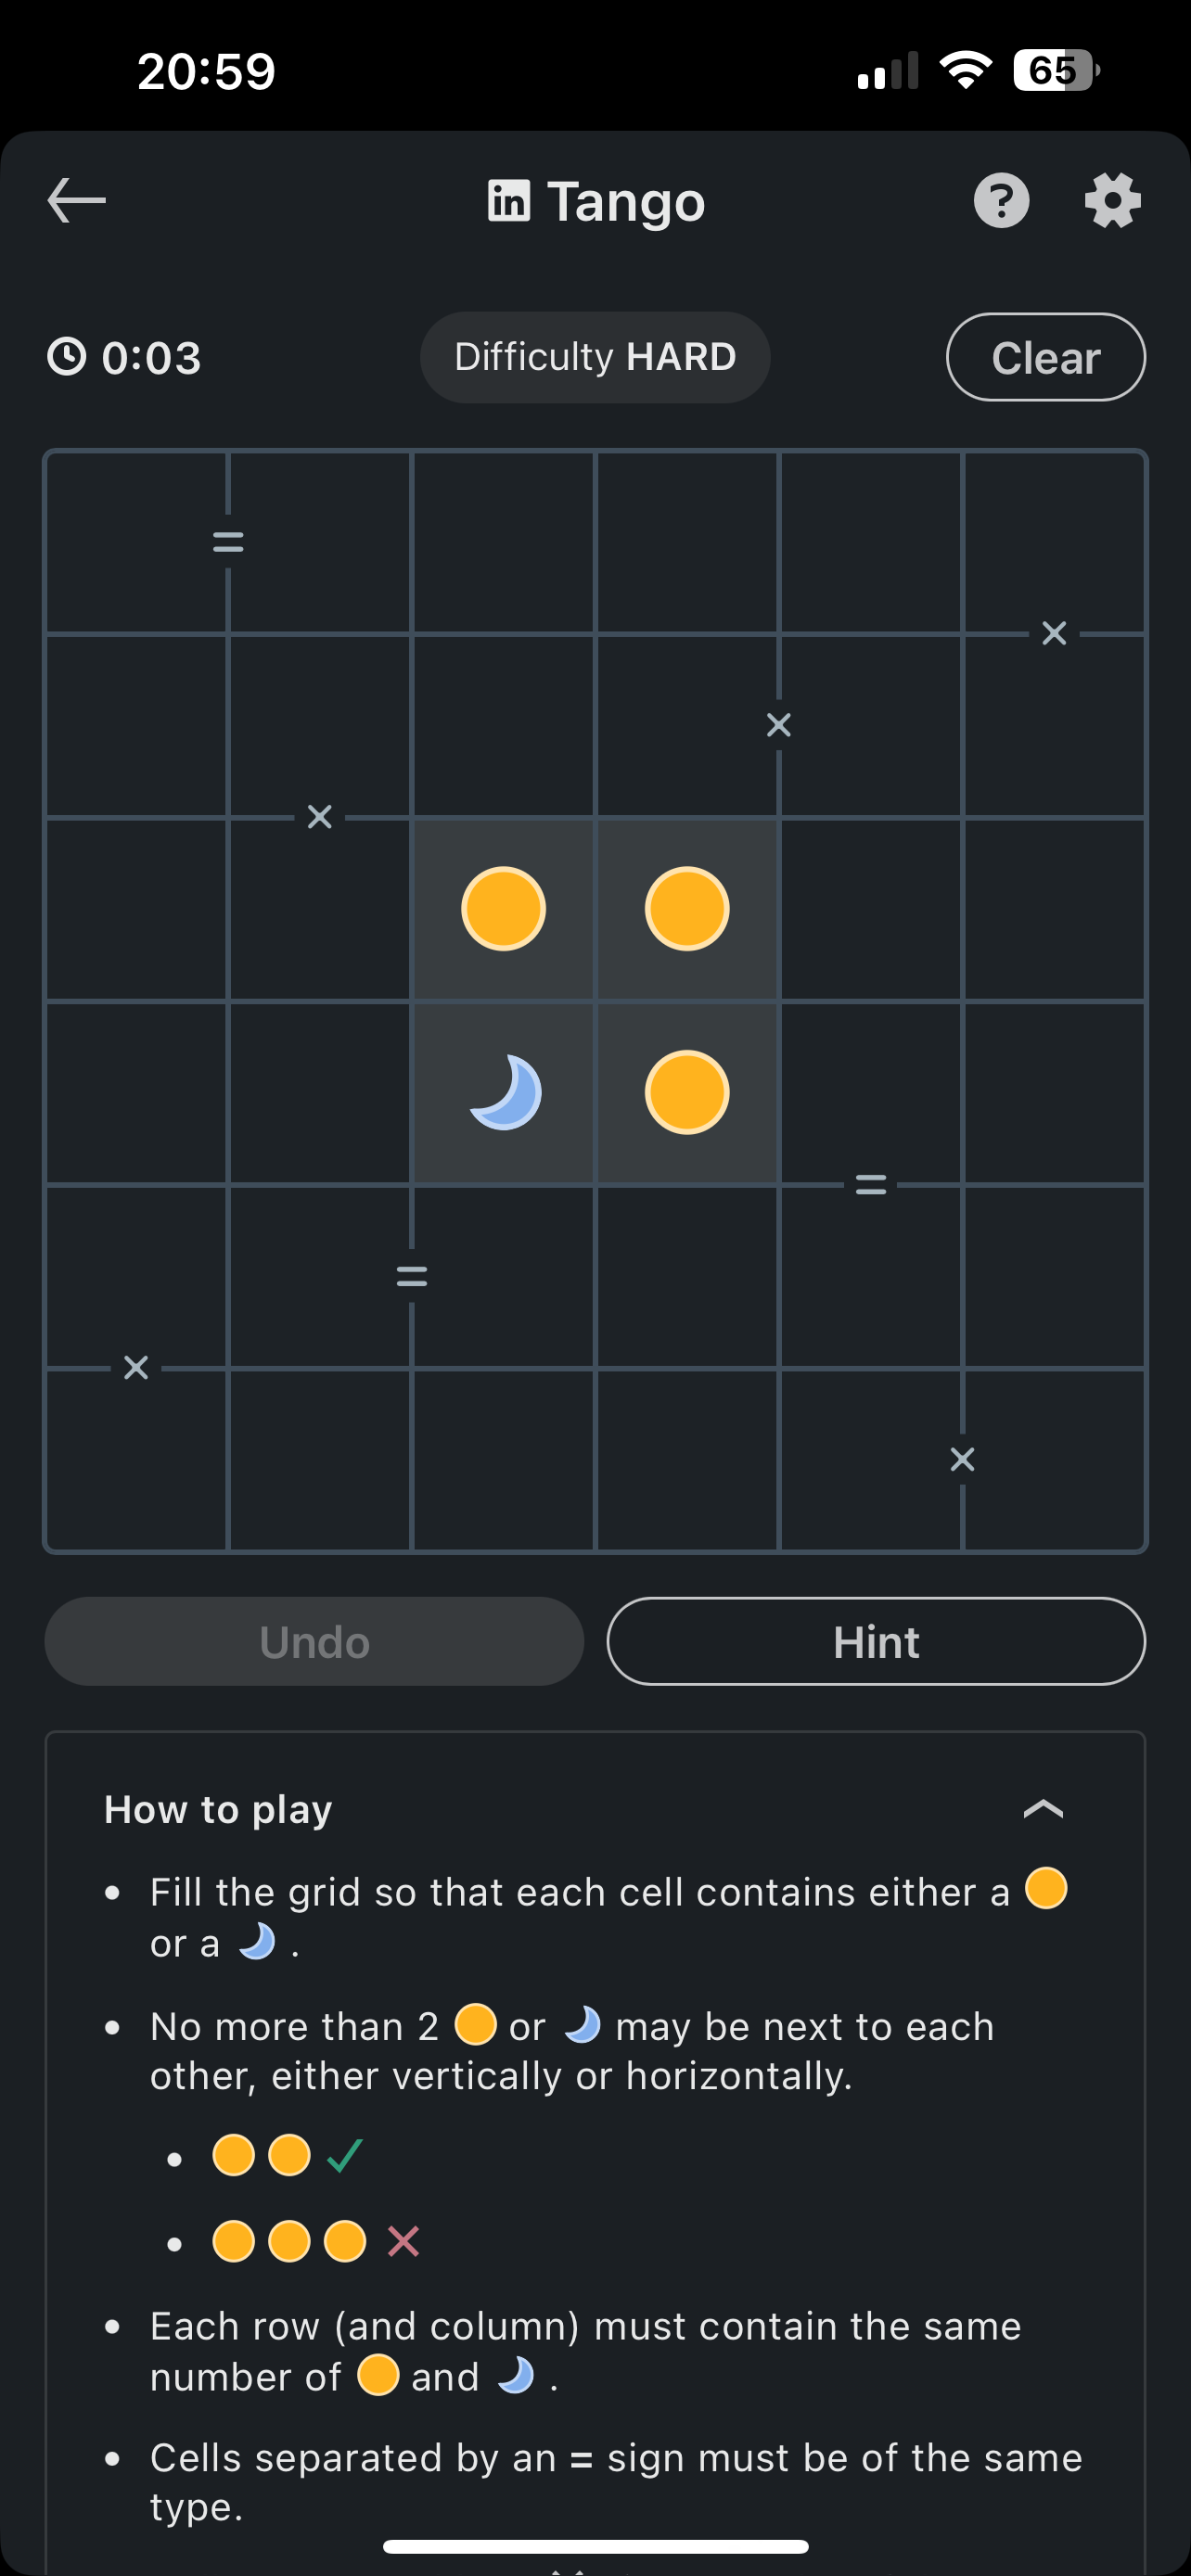 20:59
65
in Tango
?
0:03
Difficulty HARD
Clear
=
×
×
×
=
=
×
×
Undo
Hint
How to play
• Fill the grid so that each cell contains either a
or a .
• No more than 2 or may be next to each
other, either vertically or horizontally.
• ✓
• ✕
• Each row (and column) must contain the same
number of and .
• Cells separated by an = sign must be of the same
type.